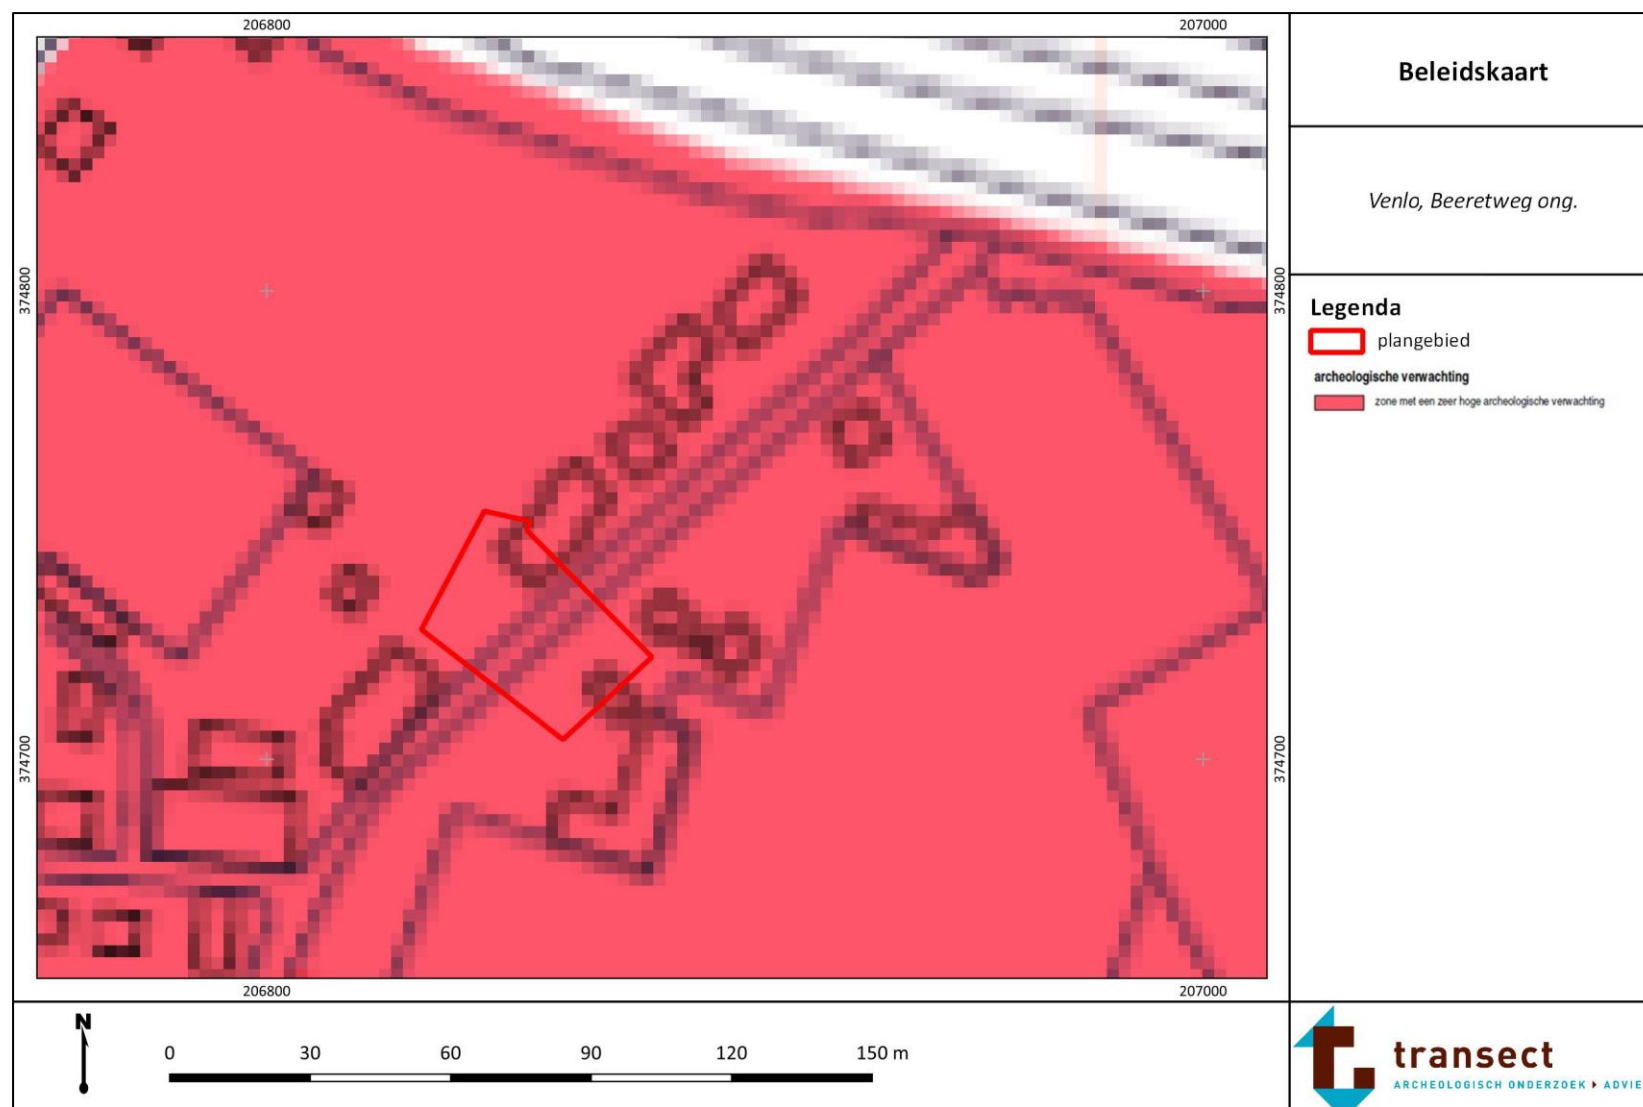 206800 207000
374800 374800
374700 374700
206800 207000
Beleidskaart
Venlo, Beeretweg ong.
Legenda
plangebied
archeologische verwachting
zone met een zeer hoge archeologische verwachting
N
0 30 60 90 120 150 m
transect
ARCHEOLOGISCH ONDERZOEK ADVIE